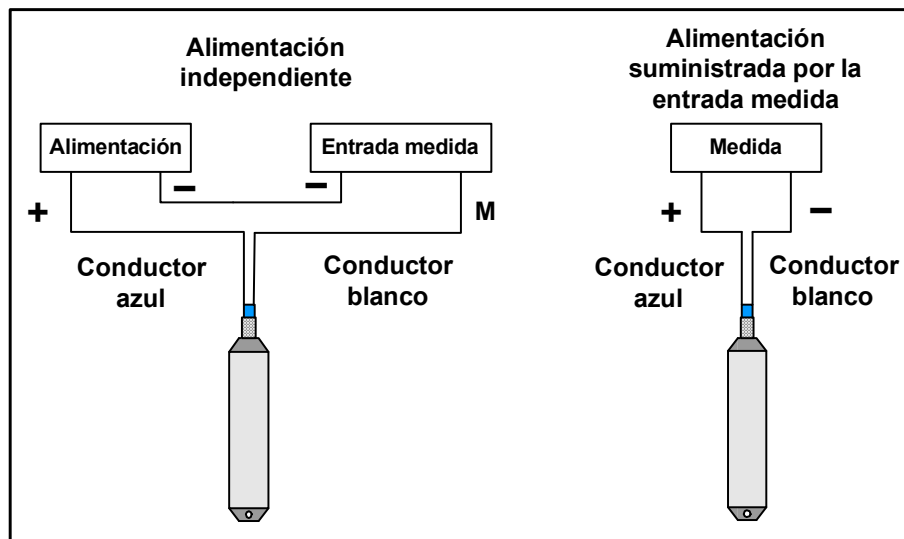 Alimentación
independiente
Alimentación
Entrada medida
–
–
+
M
Conductor
azul
Conductor
blanco
Alimentación
suministrada por la
entrada medida
Medida
+
–
Conductor
azul
Conductor
blanco